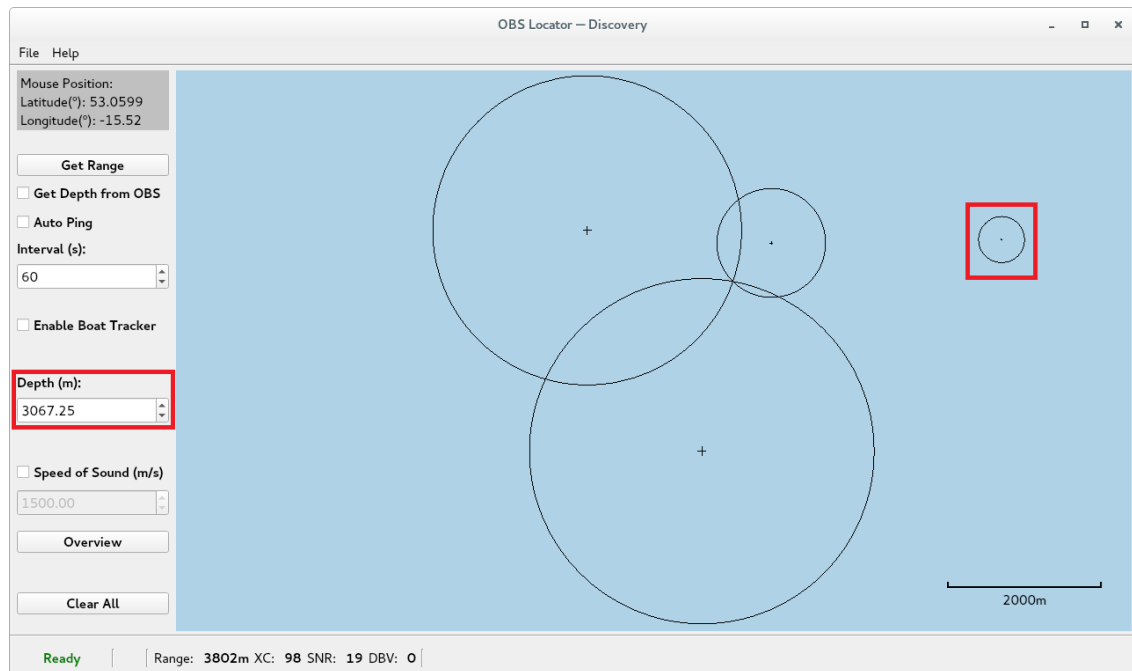 OBS Locator — Discovery
File Help
Mouse Position:
Latitude(°): 53.0599
Longitude(°): -15.52
Get Range
Get Depth from OBS
Auto Ping
Interval (s):
60
Enable Boat Tracker
Depth (m):
3067.25
Speed of Sound (m/s)
1500.00
Overview
2000m
Clear All
Ready Range: 3802m XC: 98 SNR: 19 DBV: 0